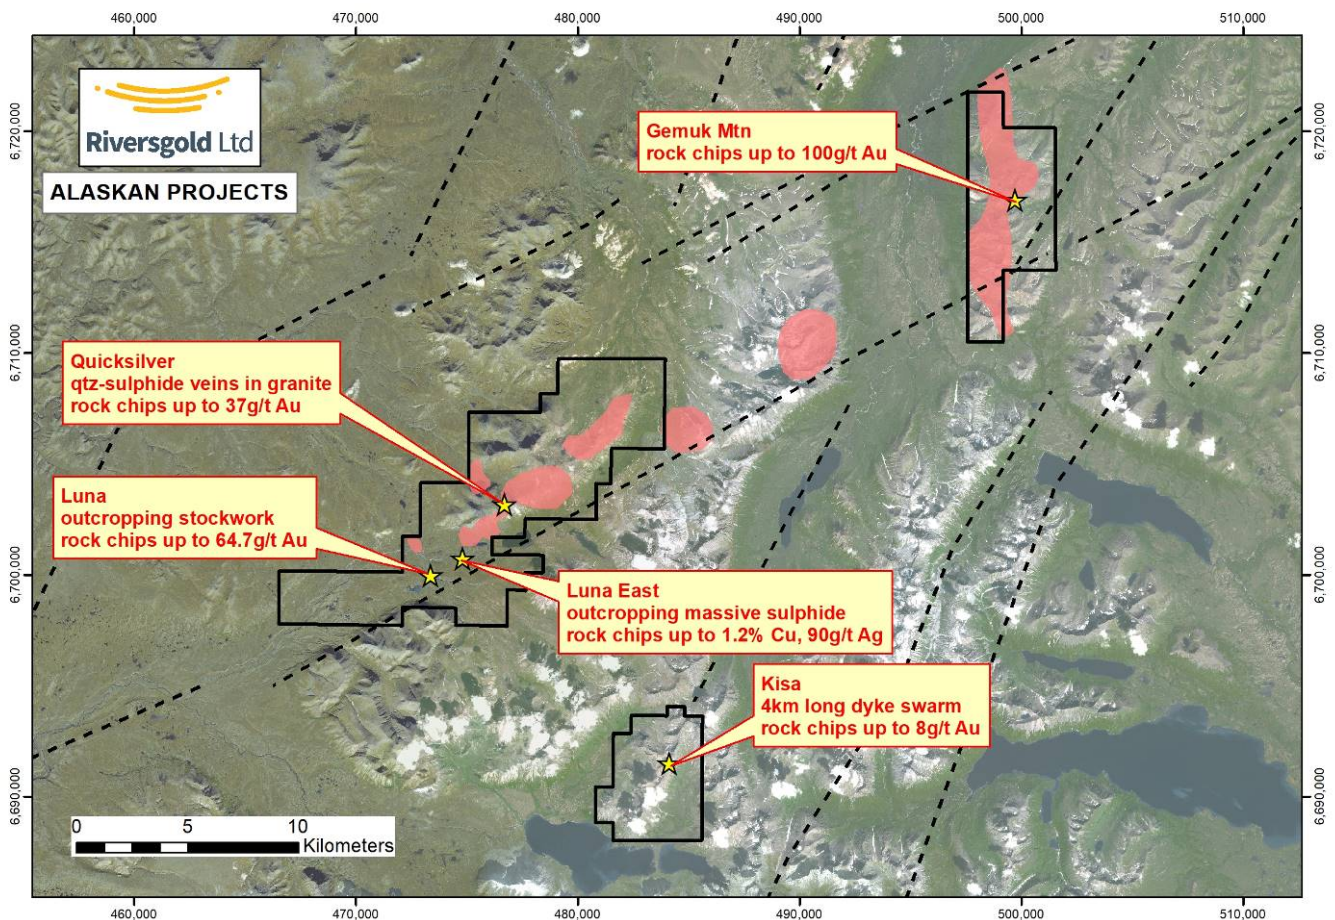 460,000 470,000 480,000 490,000 500,000 510,000
Riversgold Ltd
ALASKAN PROJECTS
6,720,000
6,710,000
6,700,000
6,690,000
Gemuk Mtn
rock chips up to 100g/t Au
Quicksilver
qtz-sulphide veins in granite
rock chips up to 37g/t Au
Luna
outcropping stockwork
rock chips up to 64.7g/t Au
Luna East
outcropping massive sulphide
rock chips up to 1.2% Cu, 90g/t Ag
Kisa
4km long dyke swarm
rock chips up to 8g/t Au
6,720,000
6,710,000
6,700,000
6,690,000
0 5 10
Kilometers
460,000 470,000 480,000 490,000 500,000 510,000